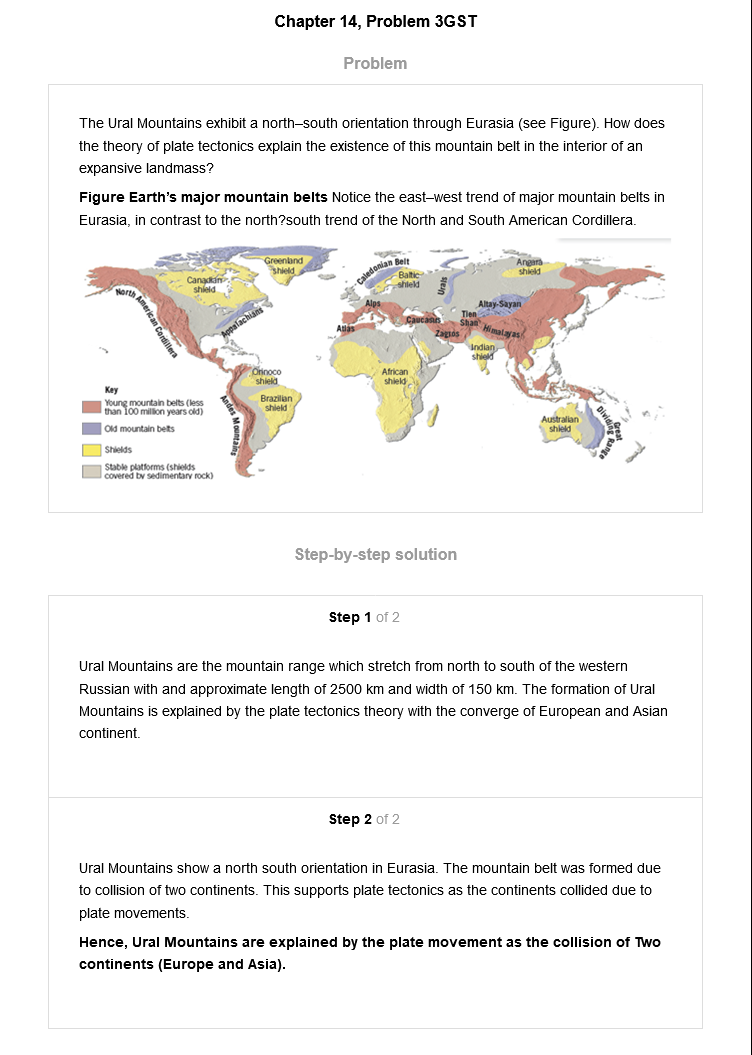 Chapter 14, Problem 3GST
Problem
The Ural Mountains exhibit a north–south orientation through Eurasia (see Figure). How does
the theory of plate tectonics explain the existence of this mountain belt in the interior of an
expansive landmass?
Figure Earth's major mountain belts Notice the east–west trend of major mountain belts in
Eurasia, in contrast to the north?south trend of the North and South American Cordillera.
Greenland
shield
Canadian
shield
North American Cordillera
Appalachians
Caledonian Belt
Baltic
shield
Urals
Angara
shield
Altay-Sayan
Alps
Caucasus
Tien
Shan
Himalayas
Atlas
Zagros
Indian
shield
Orinoco
shield
Brazilian
shield
Andes Mountains
African
shield
Australian
shield
Great
Dividing Range
Key
Young mountain belts (less
than 100 million years old)
Old mountain belts
Shields
Stable platforms (shields
covered by sedimentary rock)
Step-by-step solution
Step 1 of 2
Ural Mountains are the mountain range which stretch from north to south of the western
Russian with and approximate length of 2500 km and width of 150 km. The formation of Ural
Mountains is explained by the plate tectonics theory with the converge of European and Asian
continent.
Step 2 of 2
Ural Mountains show a north south orientation in Eurasia. The mountain belt was formed due
to collision of two continents. This supports plate tectonics as the continents collided due to
plate movements.
Hence, Ural Mountains are explained by the plate movement as the collision of Two
continents (Europe and Asia).